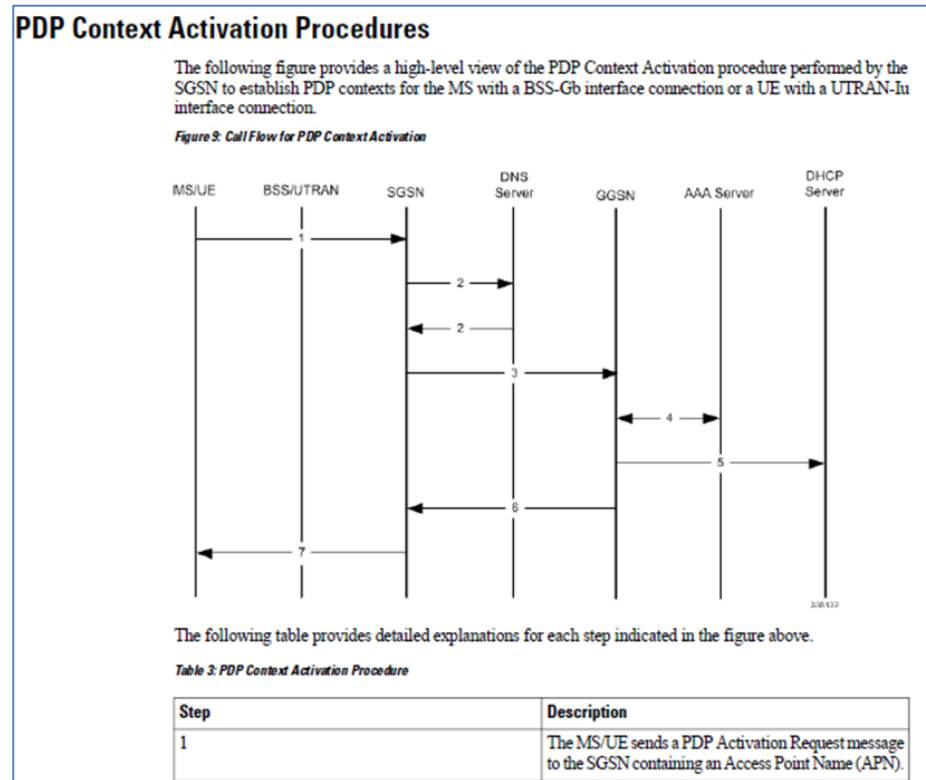 PDP Context Activation Procedures
The following figure provides a high-level view of the PDP Context Activation procedure performed by the
SGSN to establish PDP contexts for the MS with a BSS-Gb interface connection or a UE with a UTRAN-Iu
interface connection.
Figure 9: Call Flow for PDP Context Activation
MS/UE BSS/UTRAN SGSN DNS Server GGSN AAA Server DHCP Server
1
2
2
3
4
5
6
7
The following table provides detailed explanations for each step indicated in the figure above.
Table 3: PDP Context Activation Procedure
Step Description
1 The MS/UE sends a PDP Activation Request message
to the SGSN containing an Access Point Name (APN).